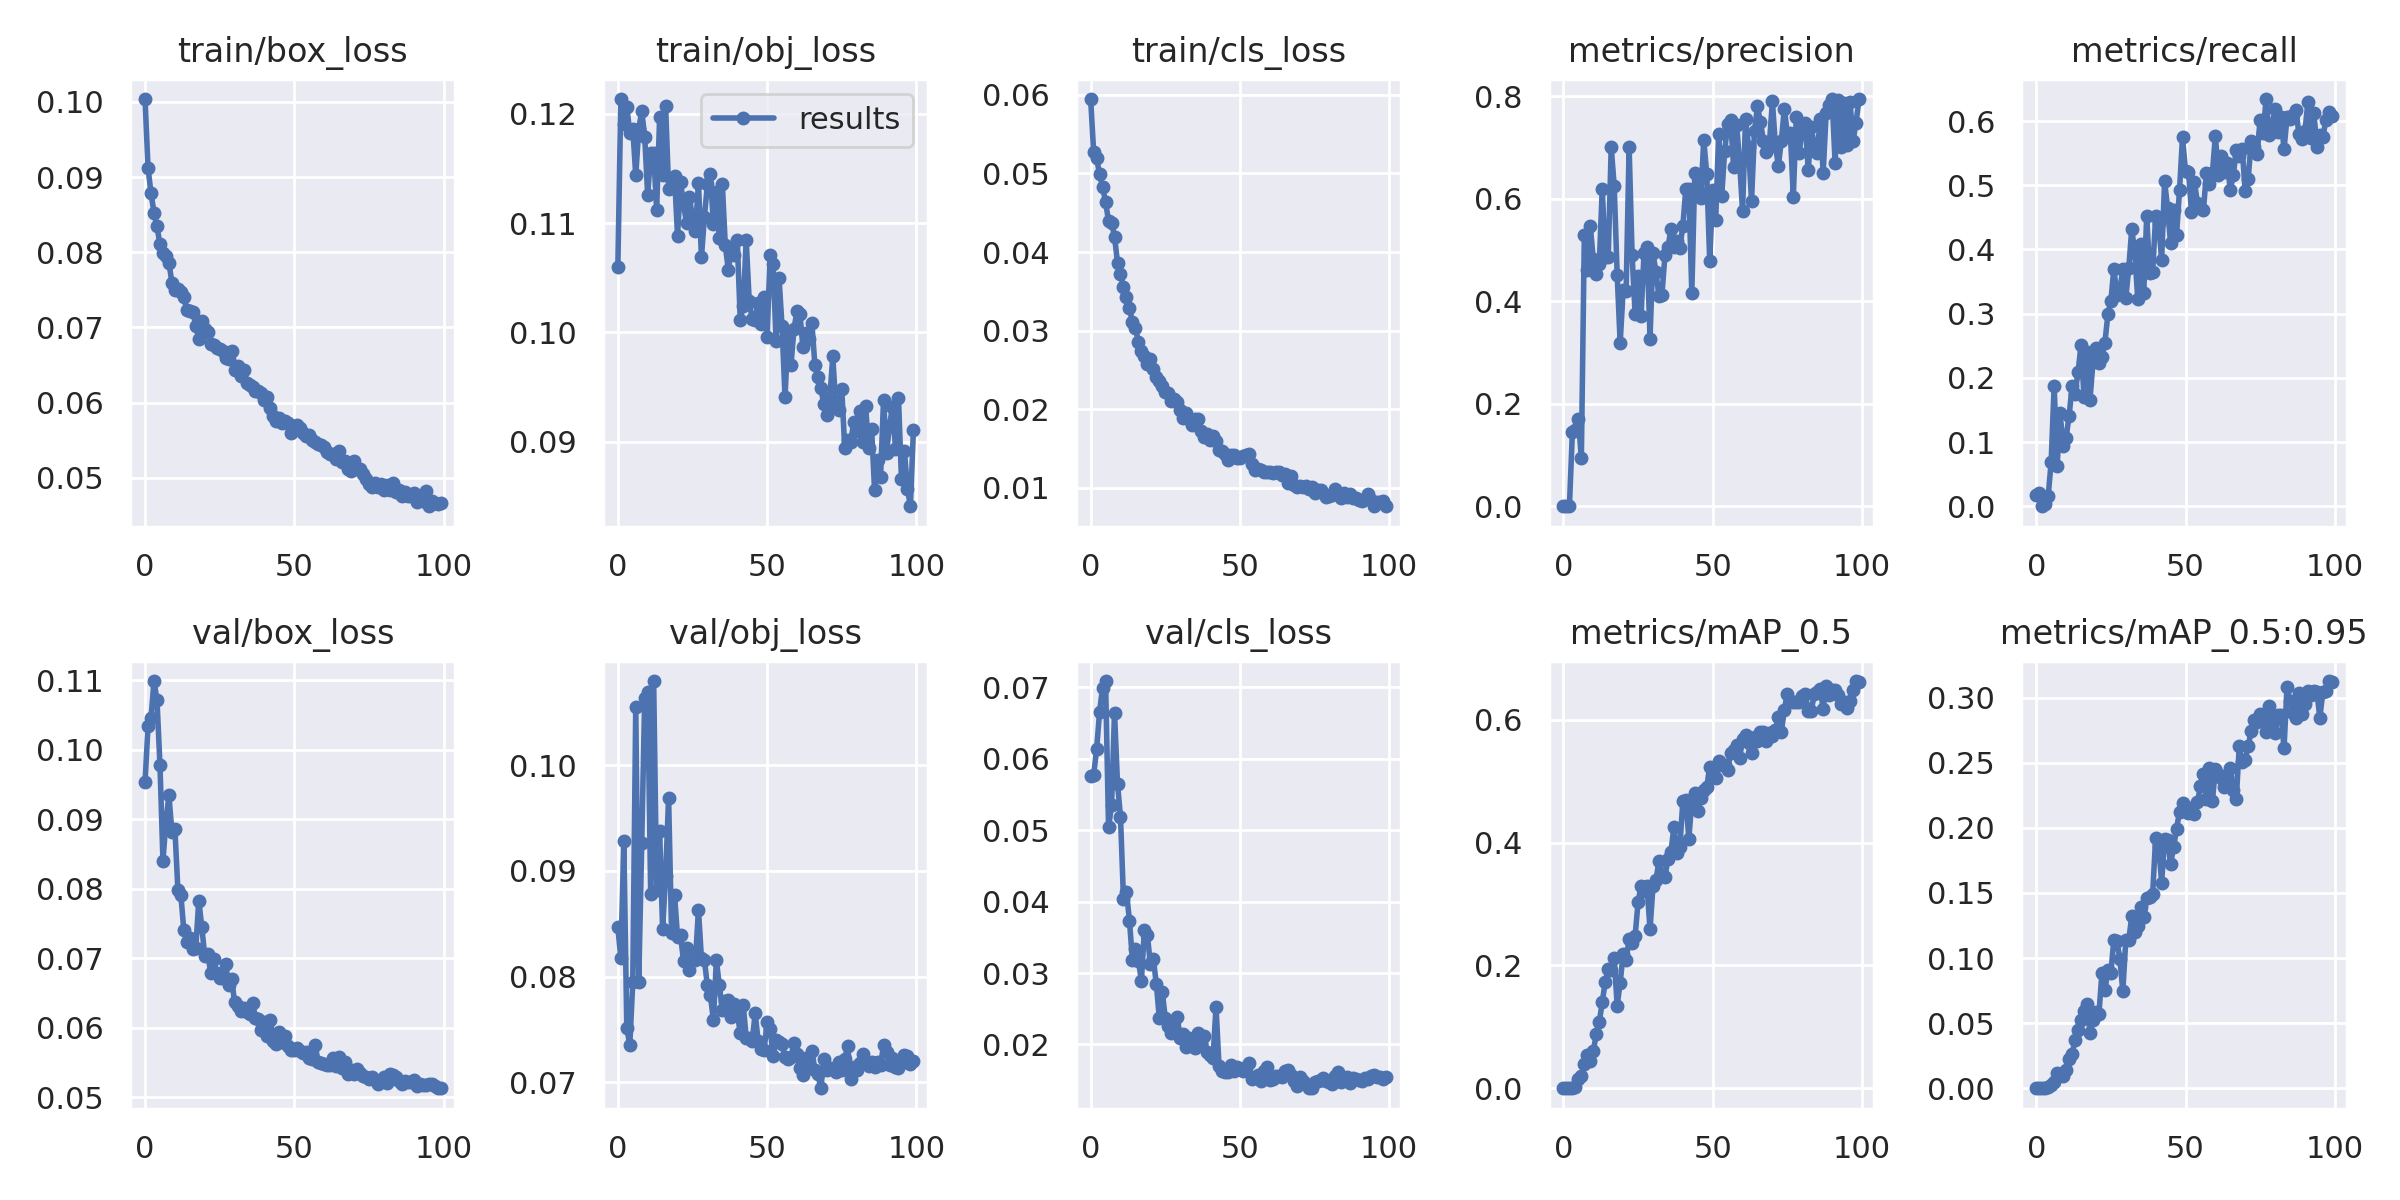 train/box_loss
0.10
0.09
0.08
0.07
0.06
0.05
0 50 100
train/obj_loss
results
0.12
0.11
0.10
0.09
0 50 100
train/cls_loss
0.06
0.05
0.04
0.03
0.02
0.01
0 50 100
metrics/precision
0.8
0.6
0.4
0.2
0.0
0 50 100
metrics/recall
0.6
0.5
0.4
0.3
0.2
0.1
0.0
0 50 100
val/box_loss
0.11
0.10
0.09
0.08
0.07
0.06
0.05
0 50 100
val/obj_loss
0.10
0.09
0.08
0.07
0 50 100
val/cls_loss
0.07
0.06
0.05
0.04
0.03
0.02
0 50 100
metrics/mAP_0.5
0.6
0.4
0.2
0.0
0 50 100
metrics/mAP_0.5:0.95
0.30
0.25
0.20
0.15
0.10
0.05
0.00
0 50 100